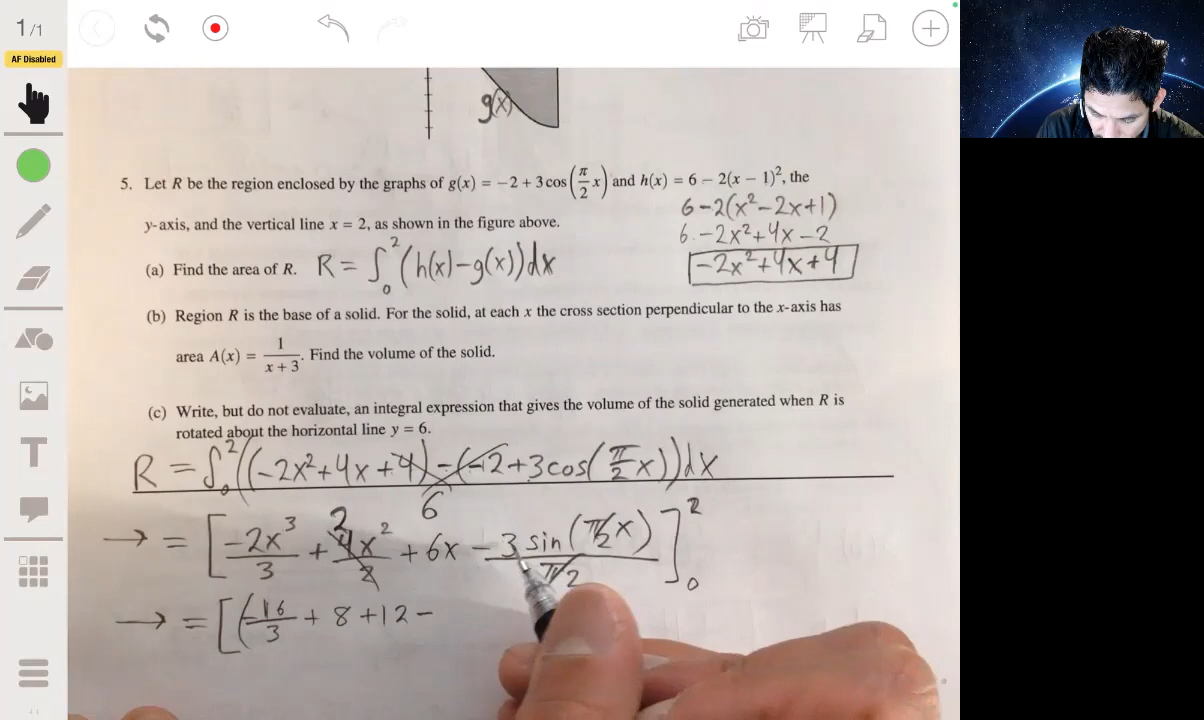 1/1
AF Disabled
g(x)
5. Let R be the region enclosed by the graphs of g(x) = −2 + 3 cos(π/2 x) and h(x) = 6 − 2(x − 1)², the
6-2(x²-2x+1)
y-axis, and the vertical line x = 2, as shown in the figure above.
6-2x²+4x-2
(a) Find the area of R. R = ∫₀² (h(x)-g(x))dx
-2x²+4x+4
(b) Region R is the base of a solid. For the solid, at each x the cross section perpendicular to the x-axis has
area A(x) = 1/(x + 3). Find the volume of the solid.
(c) Write, but do not evaluate, an integral expression that gives the volume of the solid generated when R is
rotated about the horizontal line y = 6.
R = ∫₀² ((-2x²+4x+4)-(-2+3cos(π/2 x))dx
6
→ = [-2x³/3 + 2 4x²/2 + 6x - 3 sin(π/2 x)/(π/2)]₀²
→ = [(-16/3 + 8 + 12 -
T